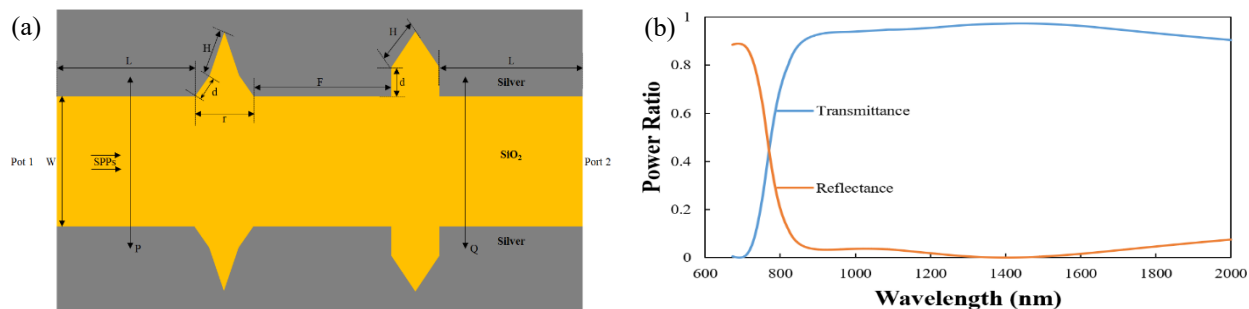 (a)
H
H
L
d
F
d
L
Silver
r
Pot 1
W
SPPs
SiO2
Port 2
P
Silver
Q
(b)
Power Ratio
1
0.8
0.6
0.4
0.2
0
Transmittance
Reflectance
600 800 1000 1200 1400 1600 1800 2000
Wavelength (nm)